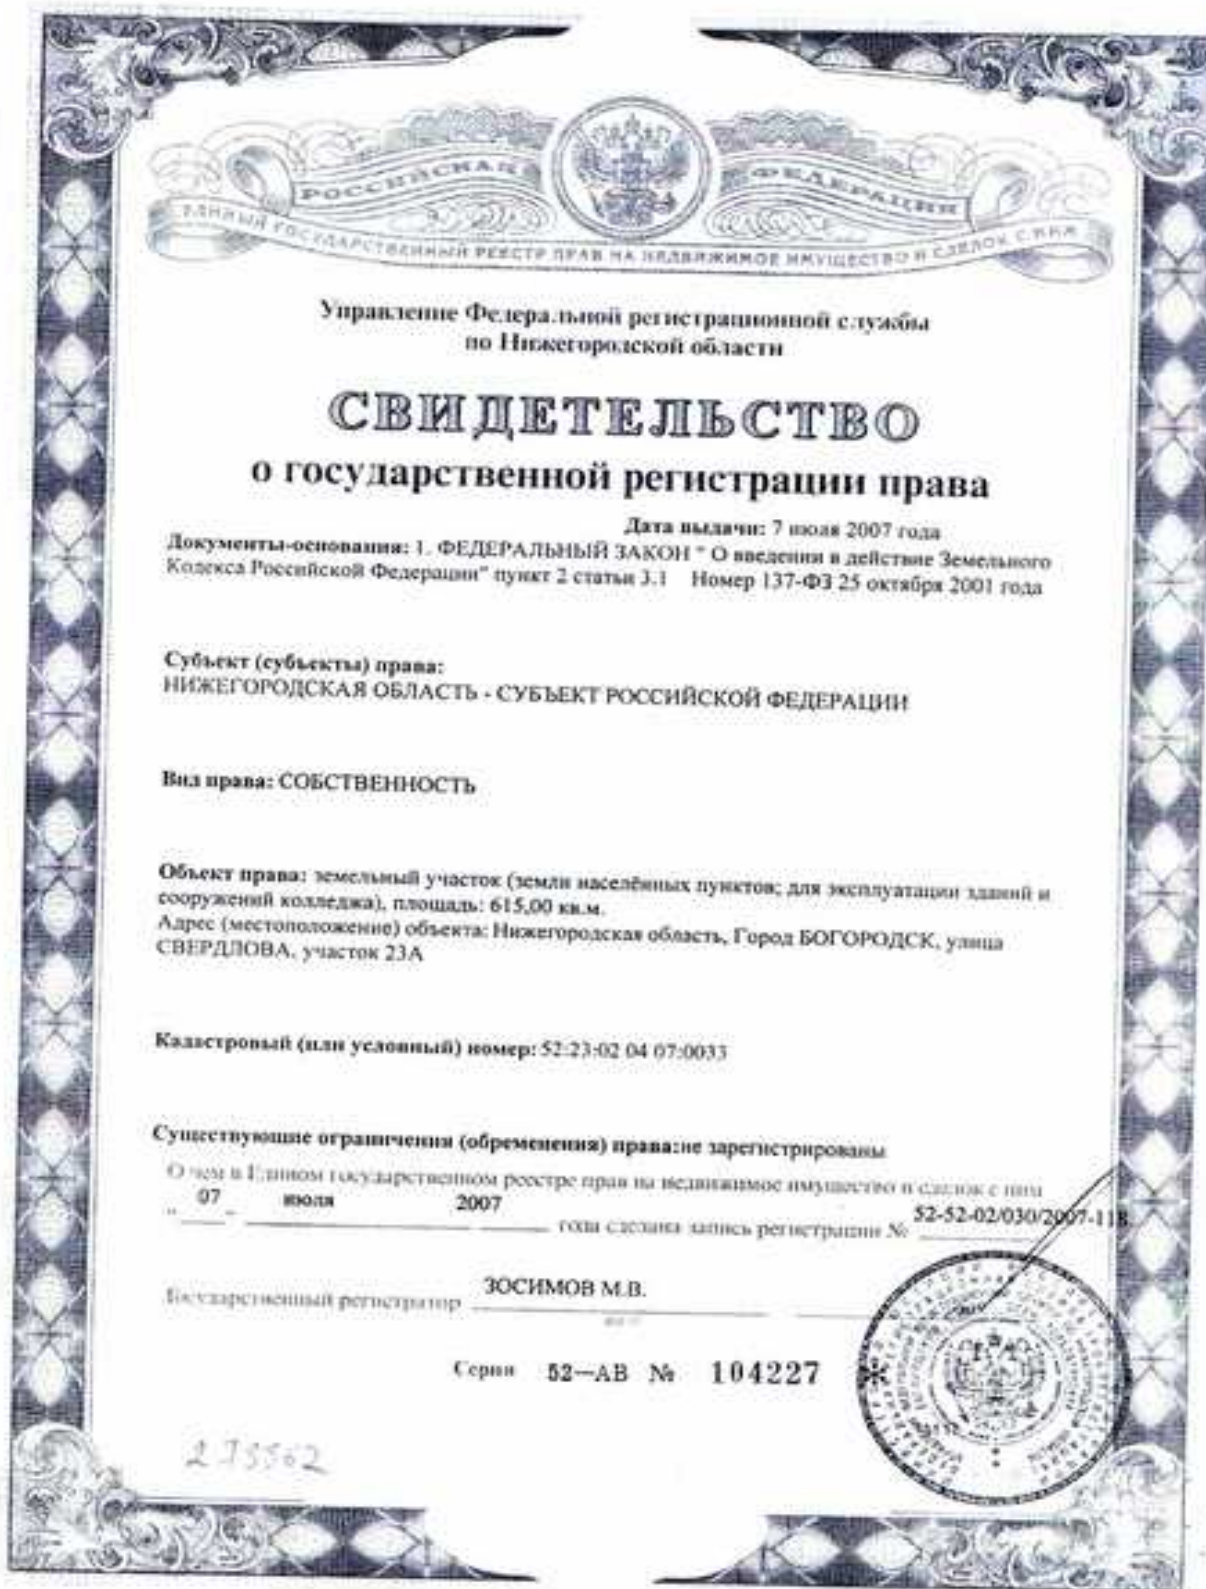 РОССИЙСКАЯ ФЕДЕРАЦИЯ
ЕДИНЫЙ ГОСУДАРСТВЕННЫЙ РЕЕСТР ПРАВ НА НЕДВИЖИМОЕ ИМУЩЕСТВО И СДЕЛОК С НИМ
Управление Федеральной регистрационной службы
по Нижегородской области
СВИДЕТЕЛЬСТВО
о государственной регистрации права
Дата выдачи: 7 июля 2007 года
Документы-основания: 1. ФЕДЕРАЛЬНЫЙ ЗАКОН " О введении в действие Земельного
Кодекса Российской Федерации" пункт 2 статьи 3.1 Номер 137-ФЗ 25 октября 2001 года
Субъект (субъекты) права:
НИЖЕГОРОДСКАЯ ОБЛАСТЬ - СУБЪЕКТ РОССИЙСКОЙ ФЕДЕРАЦИИ
Вид права: СОБСТВЕННОСТЬ
Объект права: земельный участок (земли населённых пунктов; для эксплуатации зданий и
сооружений колледжа), площадь: 615,00 кв.м.
Адрес (местоположение) объекта: Нижегородская область, Город БОГОРОДСК, улица
СВЕРДЛОВА, участок 23А
Кадастровый (или условный) номер: 52:23:02 04 07:0033
Существующие ограничения (обременения) права:не зарегистрированы
О чем в Едином государственном реестре прав на недвижимое имущество и сделок с ним
" 07 " июля 2007 года сделана запись регистрации № 52-52-02/030/2007-118
Государственный регистратор ЗОСИМОВ М.В.
Серия 52-АВ № 104227